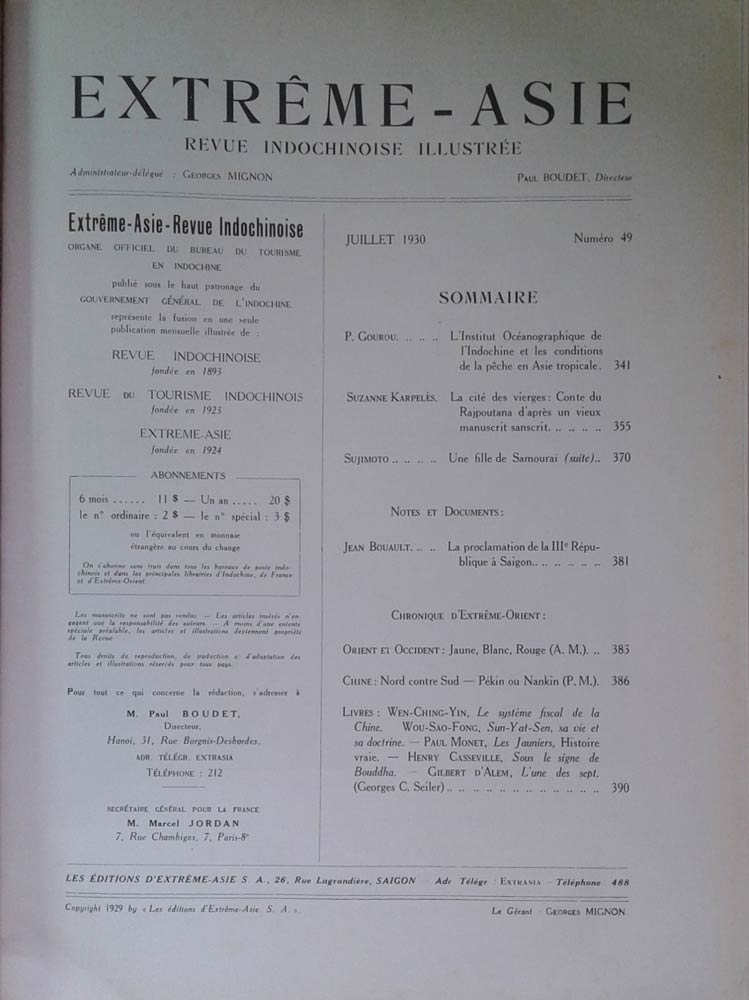 EXTRÊME - ASIE
REVUE INDOCHINOISE ILLUSTRÉE
Administrateur-délégué : GEORGES MIGNON
PAUL BOUDET, Directeur
Extrême-Asie-Revue Indochinoise
ORGANE OFFICIEL DU BUREAU DU TOURISME
EN INDOCHINE
publié sous le haut patronage du
GOUVERNEMENT GÉNÉRAL DE L'INDOCHINE
représente la fusion en une seule
publication mensuelle illustrée de :
REVUE INDOCHINOISE
fondée en 1893
REVUE DU TOURISME INDOCHINOIS
fondée en 1923
EXTREME-ASIE
fondée en 1924
ABONNEMENTS
6 mois ...... 11 $ — Un an ..... 20 $
le n° ordinaire : 2 $ — le n° spécial : 3 $
ou l'équivalent en monnaie
étrangère au cours du change
On s'abonne sans frais dans tous les bureaux de poste indo-
chinois et dans les principales librairies d'Indochine, de France
et d'Extrême-Orient.
Les manuscrits ne sont pas rendus. — Les articles insérés n'en-
gagent que la responsabilité des auteurs. — A moins d'une entente
spéciale préalable, les articles et illustrations deviennent propriété
de la Revue
Tous droits de reproduction, de traduction et d'adaptation des
articles et illustrations réservés pour tous pays.
Pour tout ce qui concerne la rédaction, s'adresser à
M. Paul BOUDET,
Directeur,
Hanoi, 31, Rue Borgnis-Desbordes.
ADR. TÉLÉGR. EXTRASIA
TÉLÉPHONE : 212
SECRÉTAIRE GÉNÉRAL POUR LA FRANCE
M. Marcel JORDAN
7, Rue Chambiges, 7, Paris-8e
JUILLET 1930 Numéro 49
SOMMAIRE
P. GOUROU. .. .. .. L'Institut Océanographique de
l'Indochine et les conditions
de la pêche en Asie tropicale. 341
SUZANNE KARPELÈS. La cité des vierges : Conte du
Rajpoutana d'après un vieux
manuscrit sanscrit. .. .. .. .. 355
SUJIMOTO .. .. .. .. Une fille de Samouraï (suite).. 370
NOTES ET DOCUMENTS :
JEAN BOUAULT. .. .. La proclamation de la IIIe Répu-
blique à Saigon.. .. .. .. .. .. 381
CHRONIQUE D'EXTRÊME-ORIENT :
ORIENT ET OCCIDENT : Jaune, Blanc, Rouge (A. M.). .. 383
CHINE : Nord contre Sud — Pékin ou Nankin (P. M.). 386
LIVRES : WEN-CHING-YIN, Le système fiscal de la
Chine. WOU-SAO-FONG, Sun-Yat-Sen, sa vie et
sa doctrine. — PAUL MONET, Les Jauniers, Histoire
vraie. — HENRY CASSEVILLE, Sous le signe de
Bouddha. — GILBERT D'ALEM, L'une des sept.
(Georges C. Seiler).. .. .. .. .. .. .. .. .. .. .. .. 390
LES ÉDITIONS D'EXTRÊME-ASIE S. A., 26, Rue Lagrandière, SAIGON — Adr Télégr : EXTRASIA — Téléphone : 488
Copyright 1929 by « Les éditions d'Extrême-Asie. S. A. ».
Le Gérant GEORGES MIGNON